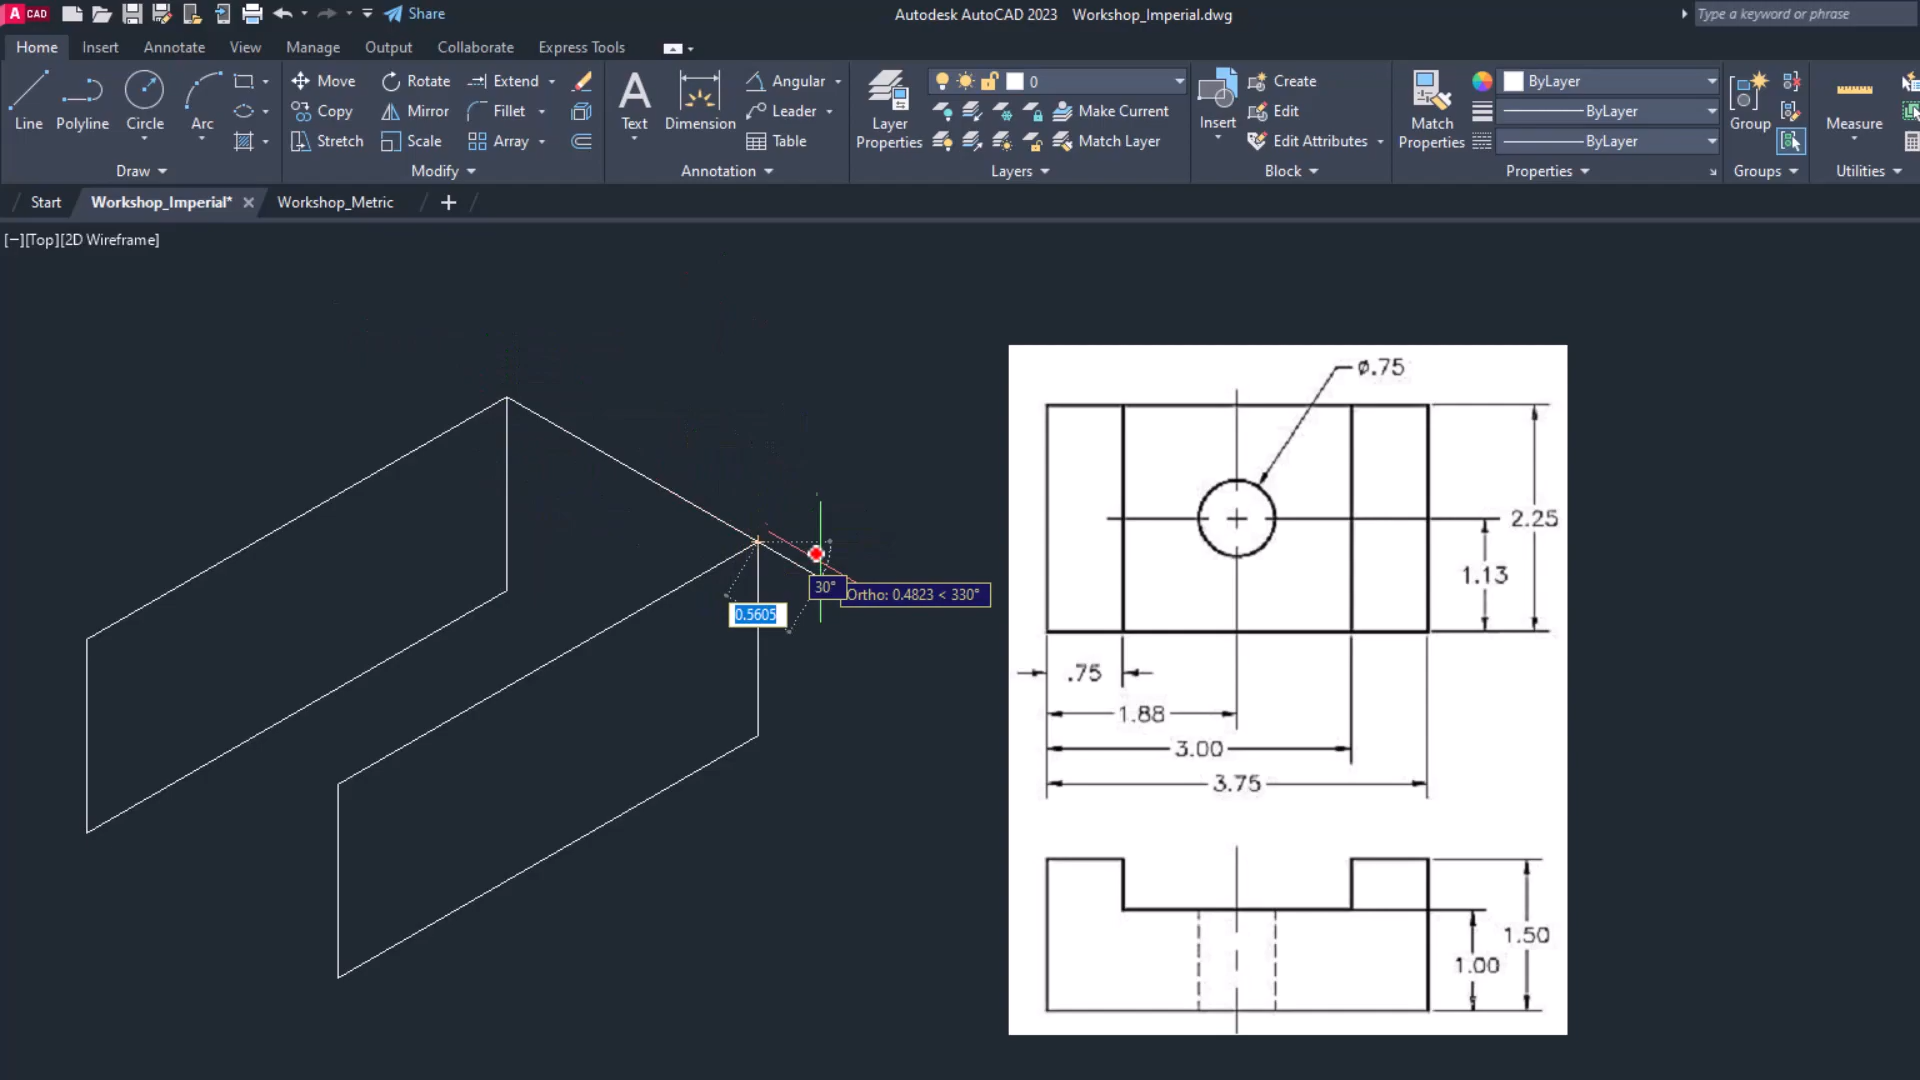 A CAD
Share
Autodesk AutoCAD 2023 Workshop_Imperial.dwg
Type a keyword or phrase
Home Insert Annotate View Manage Output Collaborate Express Tools
Line Polyline Circle Arc
Draw
Move Rotate Extend
Copy Mirror Fillet
Stretch Scale Array
Modify
Text Dimension
Angular
Leader
Table
Annotation
Layer Properties
0
Make Current
Match Layer
Layers
Insert
Create
Edit
Edit Attributes
Block
Match Properties
ByLayer
ByLayer
ByLayer
Properties
Group
Groups
Measure
Utilities
Start Workshop_Imperial* Workshop_Metric
[−][Top][2D Wireframe]
30°
Ortho: 0.4823 < 330°
0.5605
ø.75
2.25
1.13
.75
1.88
3.00
3.75
1.50
1.00